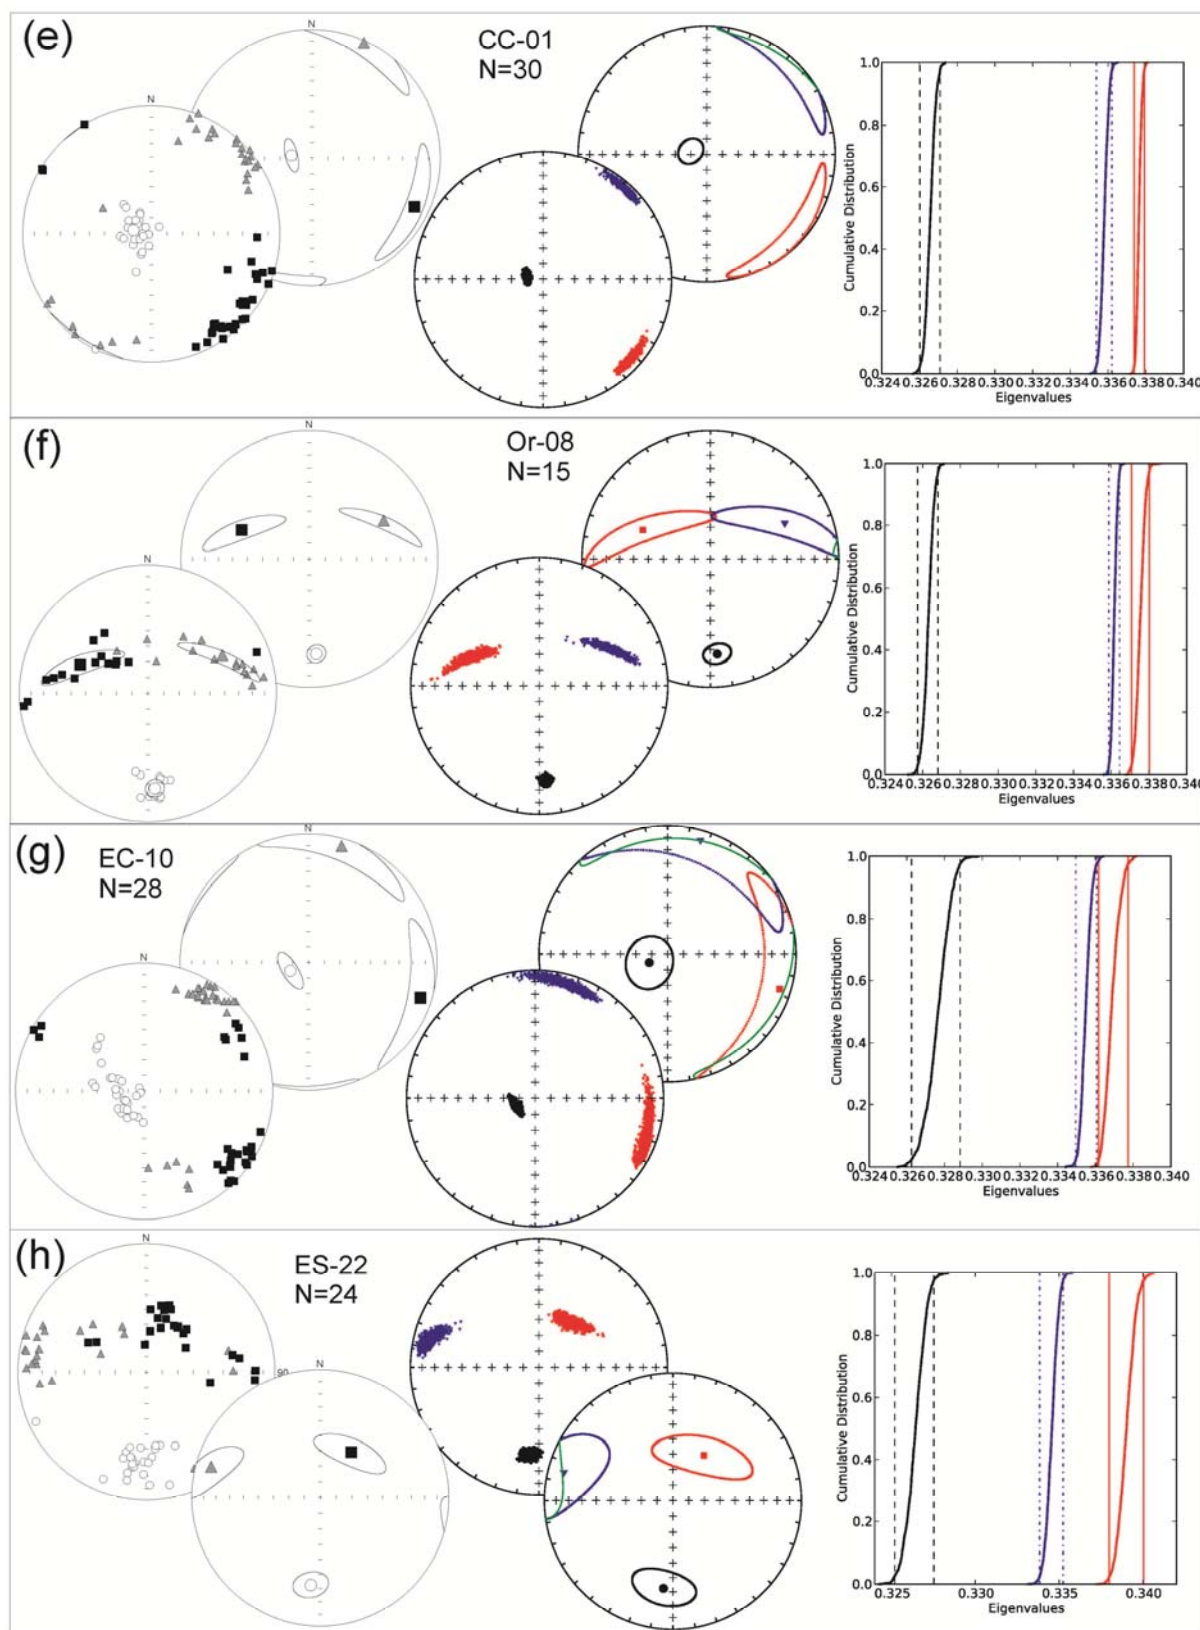 (e)
CC-01
N=30
N
N
1.0
0.8
0.6
0.4
0.2
0.0
Cumulative Distribution
0.324 0.326 0.328 0.330 0.332 0.334 0.336 0.338 0.340
Eigenvalues
(f)
Or-08
N=15
N
N
1.0
0.8
0.6
0.4
0.2
0.0
Cumulative Distribution
0.324 0.326 0.328 0.330 0.332 0.334 0.336 0.338 0.340
Eigenvalues
(g)
EC-10
N=28
N
N
1.0
0.8
0.6
0.4
0.2
0.0
Cumulative Distribution
0.324 0.326 0.328 0.330 0.332 0.334 0.336 0.338 0.340
Eigenvalues
(h)
ES-22
N=24
N
90
N
1.0
0.8
0.6
0.4
0.2
0.0
Cumulative Distribution
0.325 0.330 0.335 0.340
Eigenvalues